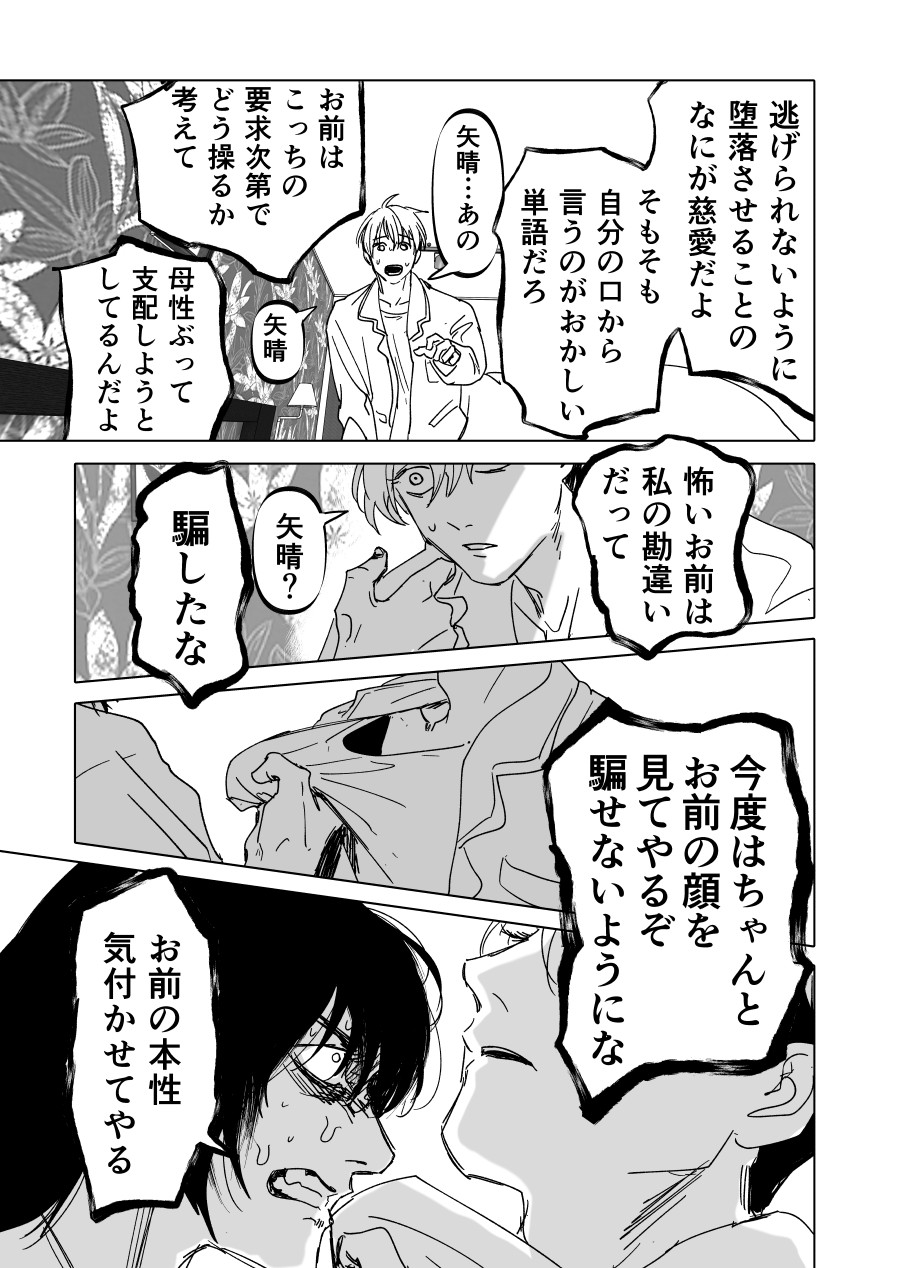 逃げられないように
堕落させることの
なにが慈愛だよ
そもそも
自分の口から
言うのがおかしい
単語だろ
矢晴…あの
お前は
こっちの
要求次第で
どう操るか
考えて
矢晴
母性ぶって
支配しようと
してるんだよ
怖いお前は
私の勘違い
だって
矢晴？
騙したな
今度はちゃんと
お前の顔を
見てやるぞ
騙せないようにな
お前の本性
気付かせてやる